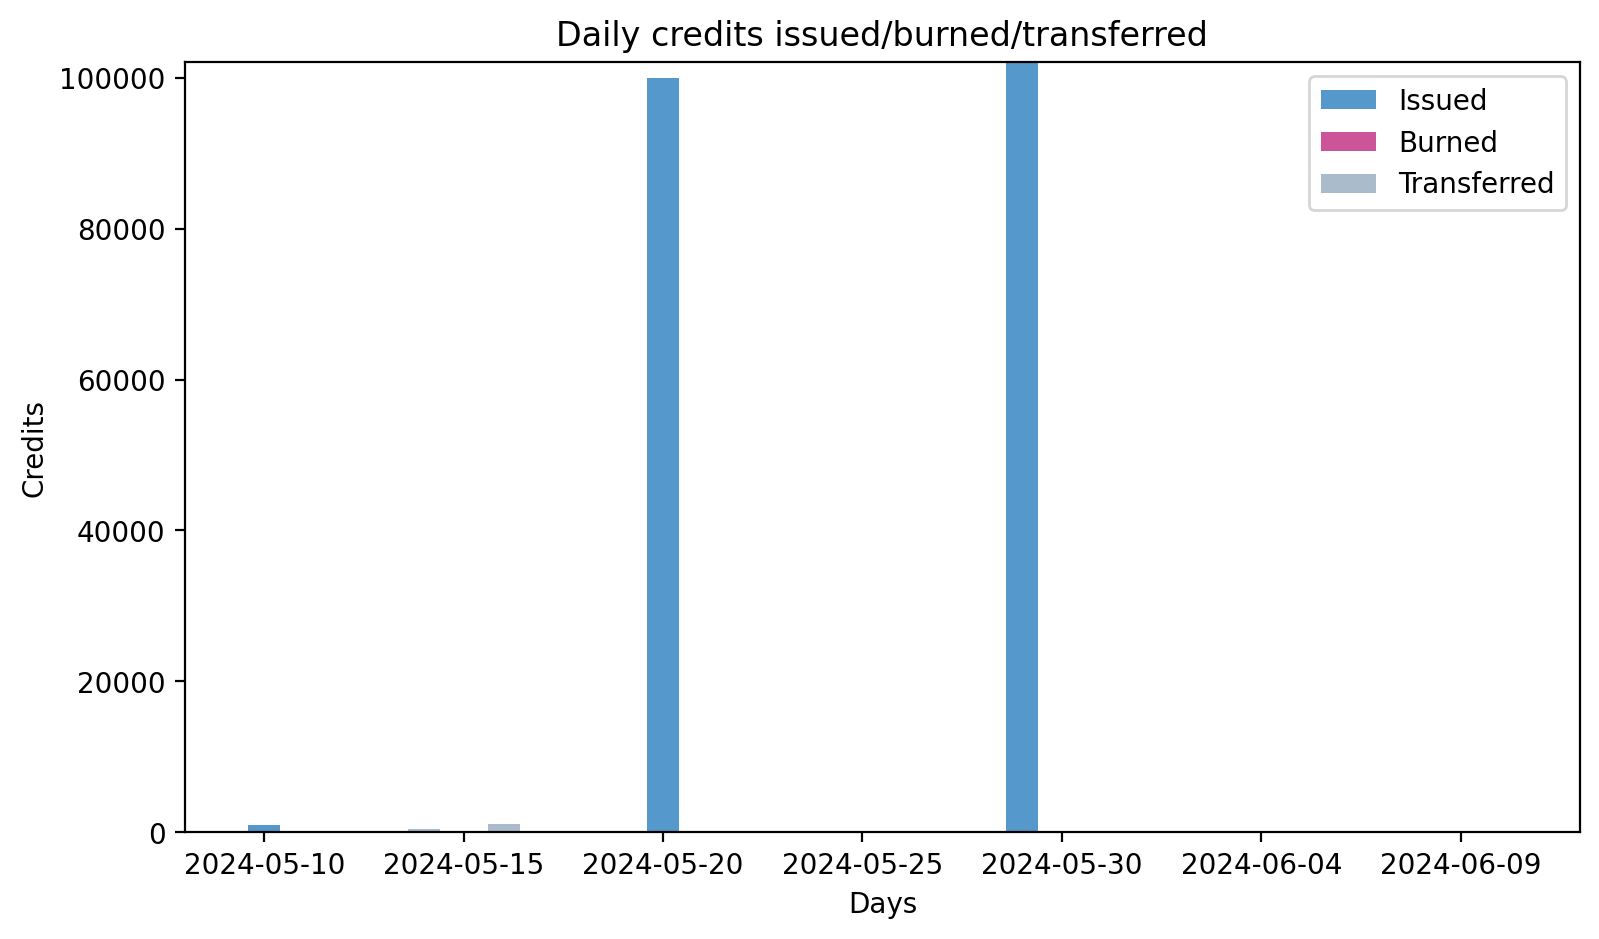 Daily credits issued/burned/transferred
100000
80000
60000
40000
20000
0
Credits
Issued
Burned
Transferred
2024-05-10 2024-05-15 2024-05-20 2024-05-25 2024-05-30 2024-06-04 2024-06-09
Days